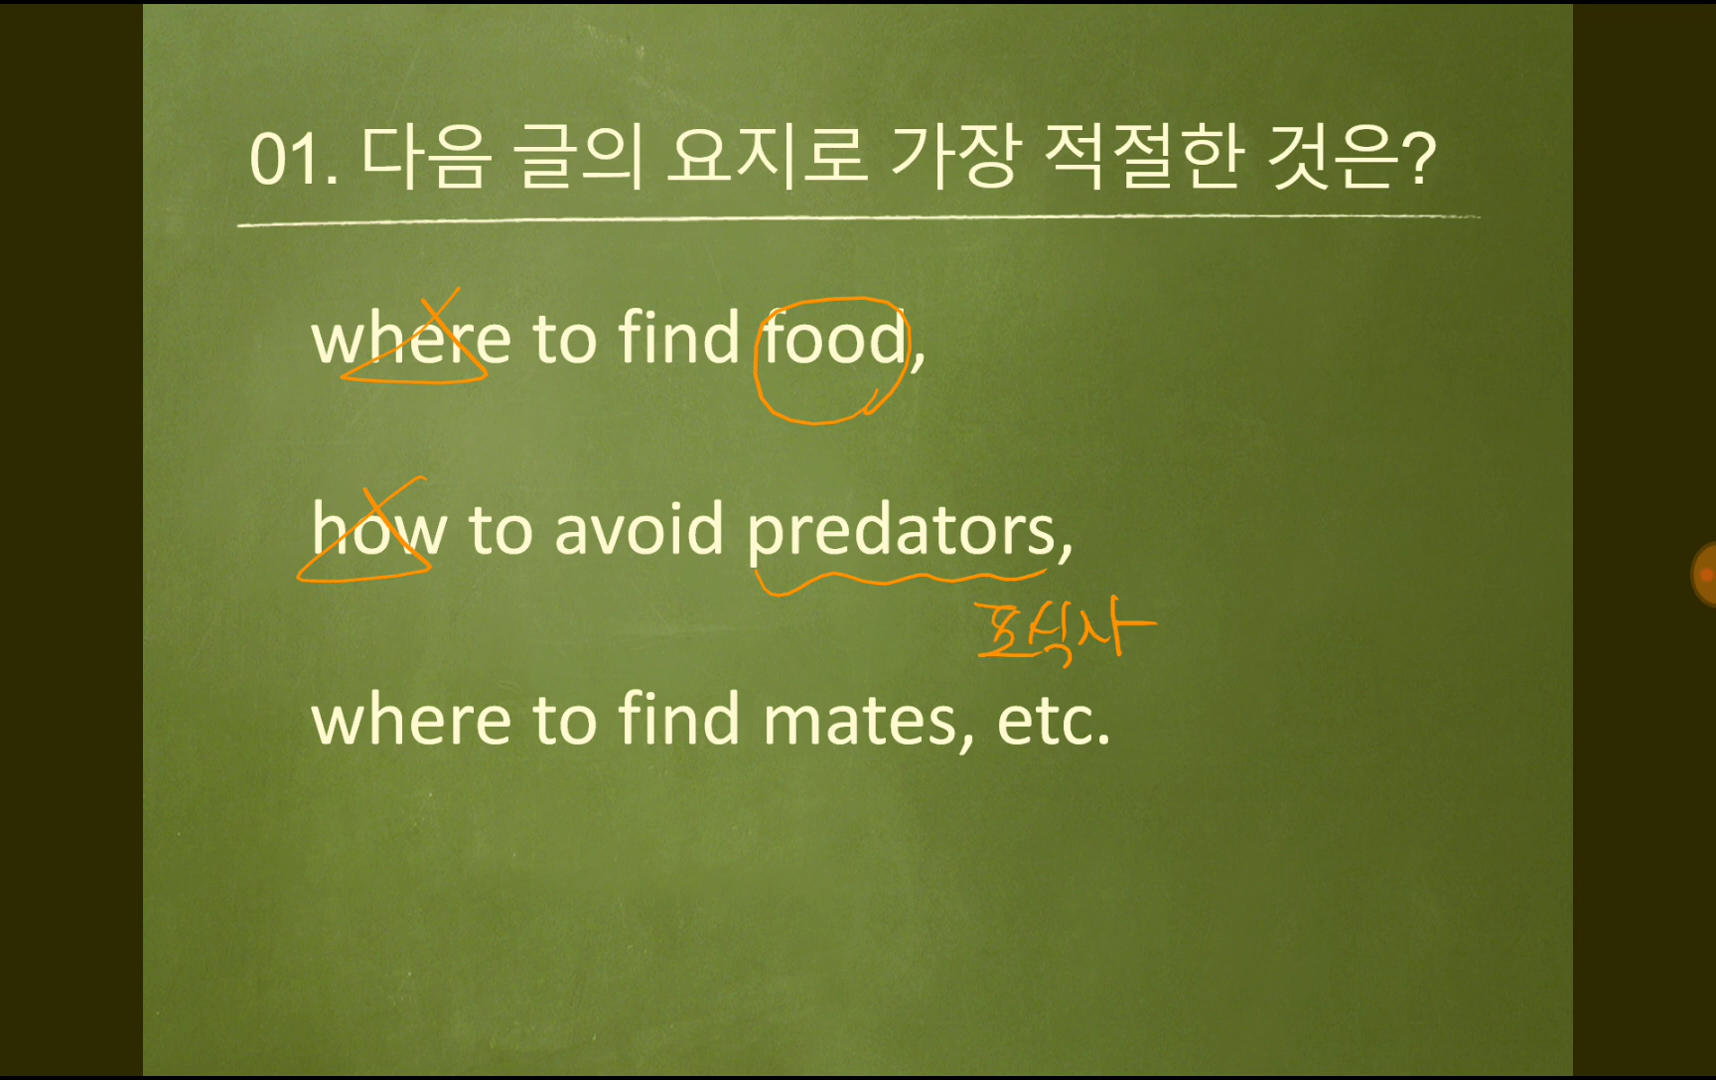 01. 다음 글의 요지로 가장 적절한 것은?
where to find food,
how to avoid predators,
포식사
where to find mates, etc.